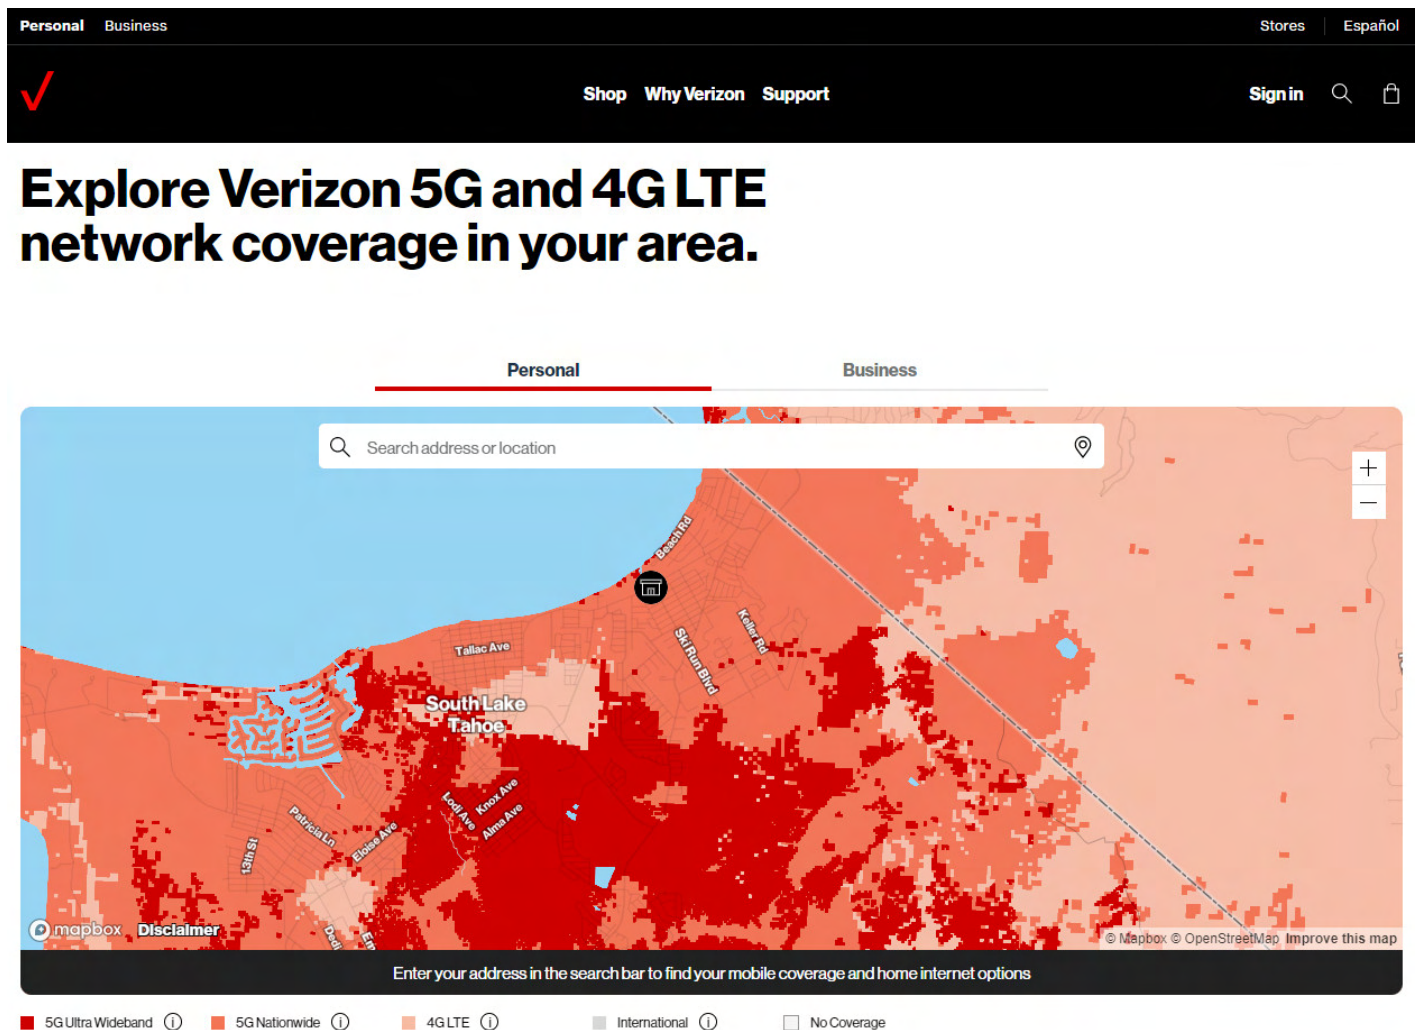 Personal Business Stores Español
Shop Why Verizon Support Sign in
Explore Verizon 5G and 4G LTE
network coverage in your area.
Personal Business
Search address or location
Beach Rd
Keller Rd
Ski Run Blvd
Tallac Ave
South Lake
Tahoe
Knox Ave
Lodi Ave
Alma Ave
Patricia Ln
Eloise Ave
13th St
mapbox Disclaimer
© Mapbox © OpenStreetMap Improve this map
Enter your address in the search bar to find your mobile coverage and home internet options
5G Ultra Wideband 5G Nationwide 4G LTE International No Coverage